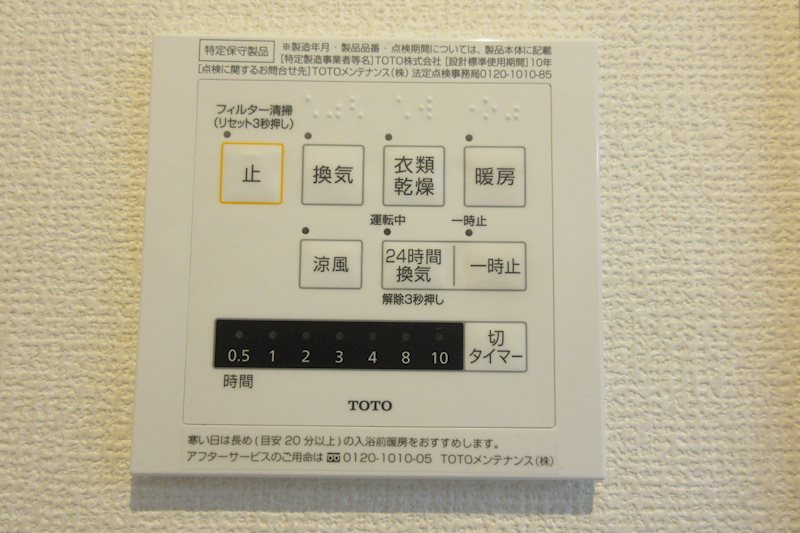 特定保守製品
※製造年月・製品品番・点検期間については、製品本体に記載
[特定製造事業者等名]TOTO株式会社 [設計標準使用期間]10年
[点検に関するお問合せ先]TOTOメンテナンス(株) 法定点検事務局0120-1010-85
フィルター清掃
(リセット3秒押し)
止
換気
衣類
乾燥
暖房
運転中
一時止
涼風
24時間
換気
一時止
解除3秒押し
0.5 1 2 3 4 8 10
切
タイマー
時間
TOTO
寒い日は長め(目安20分以上)の入浴前暖房をおすすめします。
アフターサービスのご用命は 0120-1010-05 TOTOメンテナンス(株)